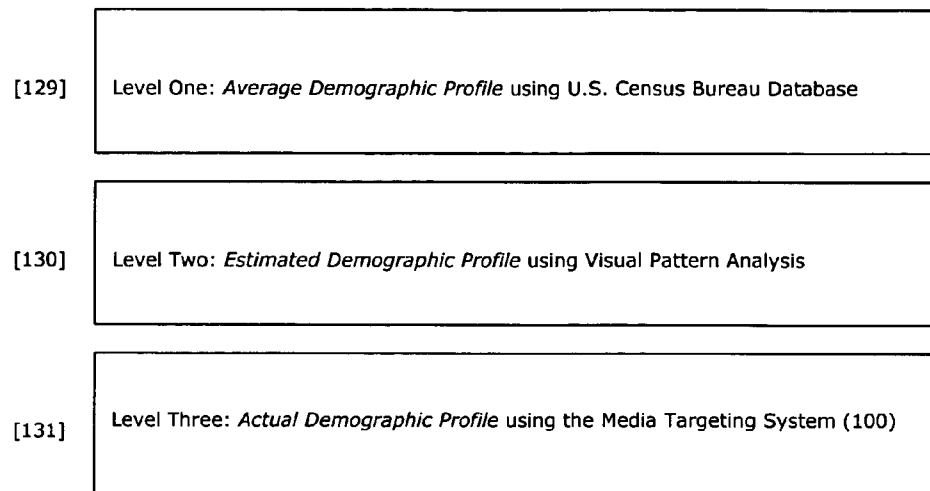 [129] Level One: Average Demographic Profile using U.S. Census Bureau Database
[130] Level Two: Estimated Demographic Profile using Visual Pattern Analysis
[131] Level Three: Actual Demographic Profile using the Media Targeting System (100)